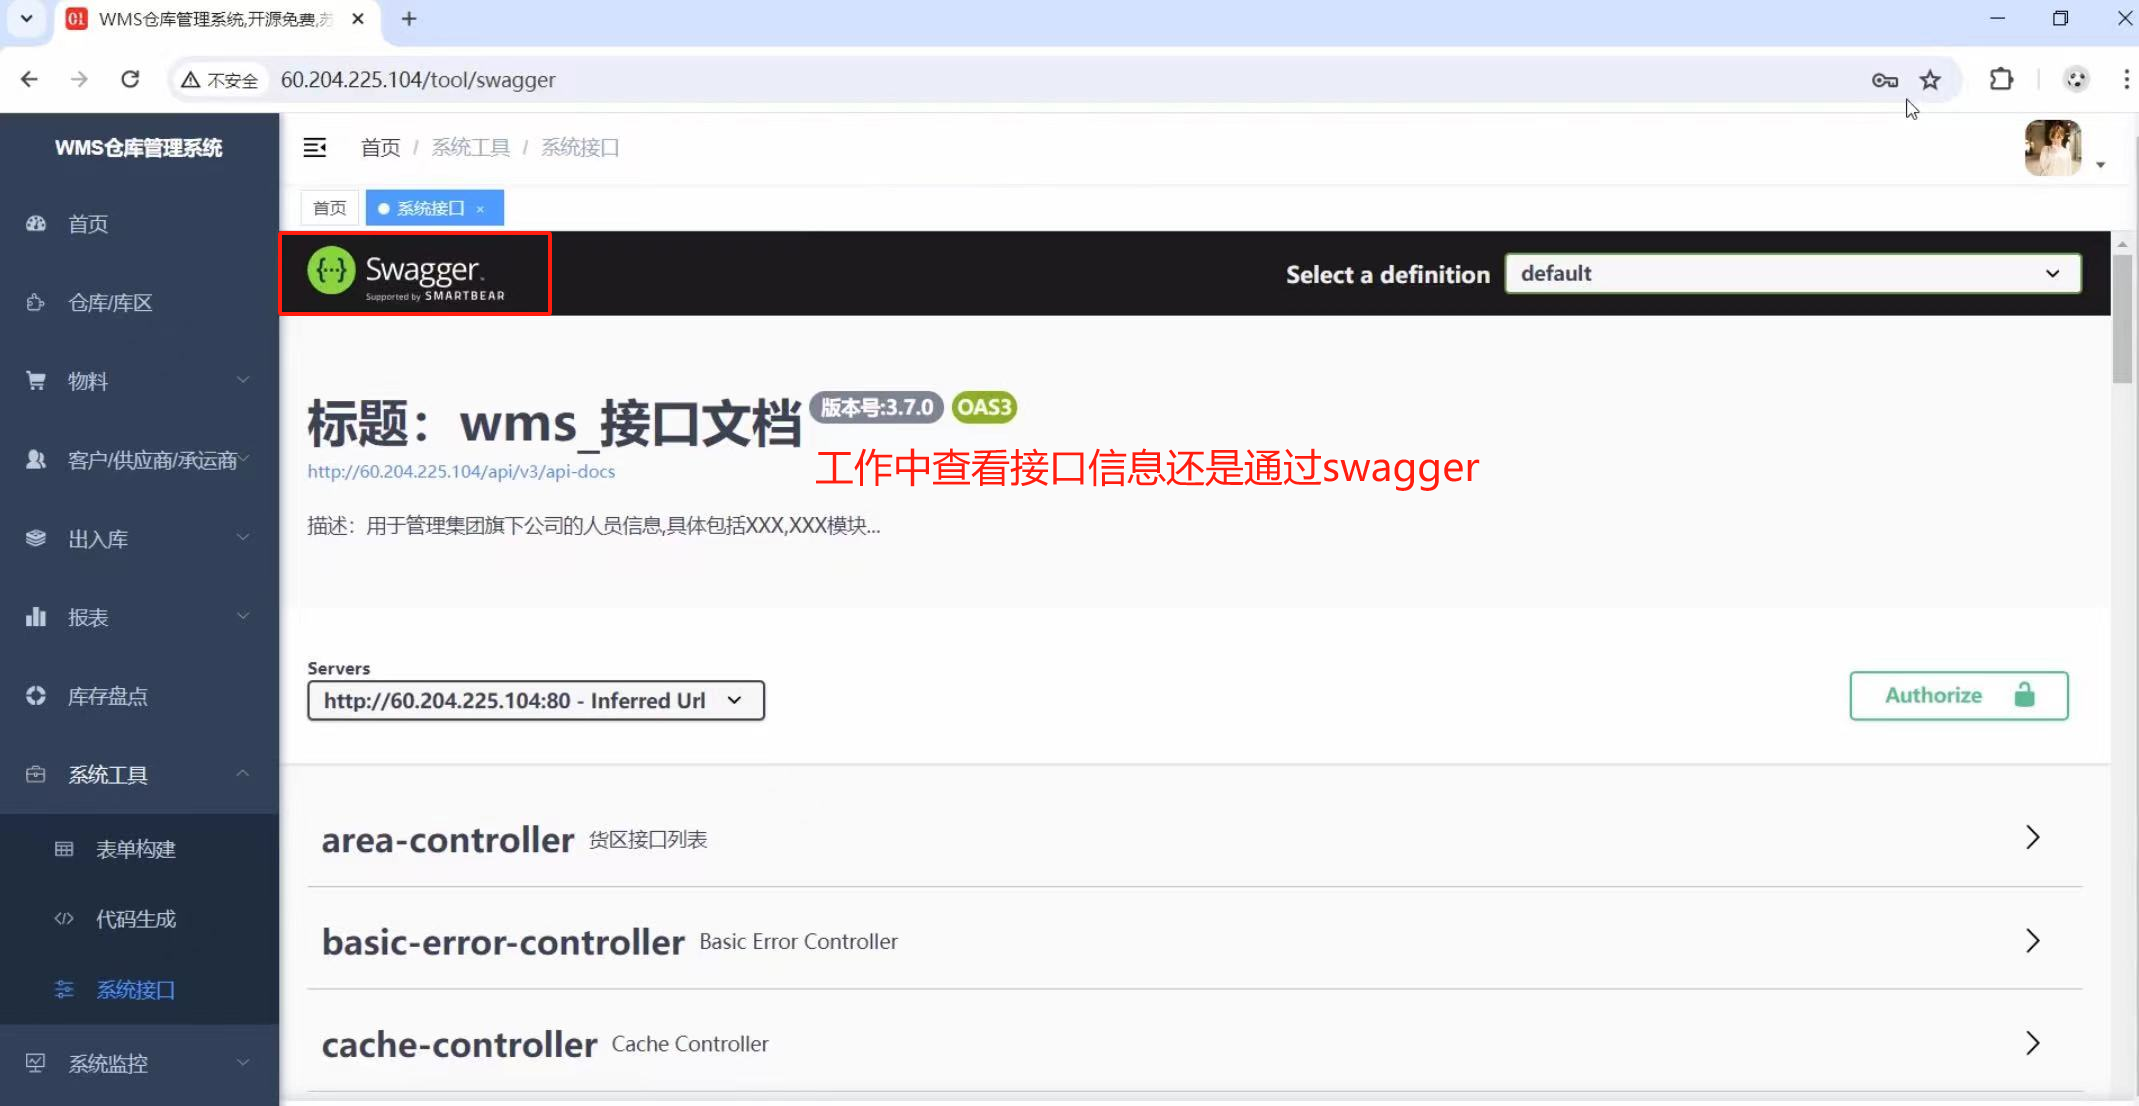 WMS仓库管理系统,开源免费,苏
不安全
60.204.225.104/tool/swagger
WMS仓库管理系统
首页 / 系统工具 / 系统接口
首页
系统接口 ×
首页
仓库/库区
物料
客户/供应商/承运商
出入库
报表
库存盘点
系统工具
表单构建
代码生成
系统接口
系统监控
Swagger
Supported by SMARTBEAR
Select a definition
default
标题：wms_接口文档
版本号:3.7.0
OAS3
http://60.204.225.104/api/v3/api-docs
工作中查看接口信息还是通过swagger
描述：用于管理集团旗下公司的人员信息,具体包括XXX,XXX模块...
Servers
http://60.204.225.104:80 - Inferred Url
Authorize
area-controller 货区接口列表
basic-error-controller Basic Error Controller
cache-controller Cache Controller